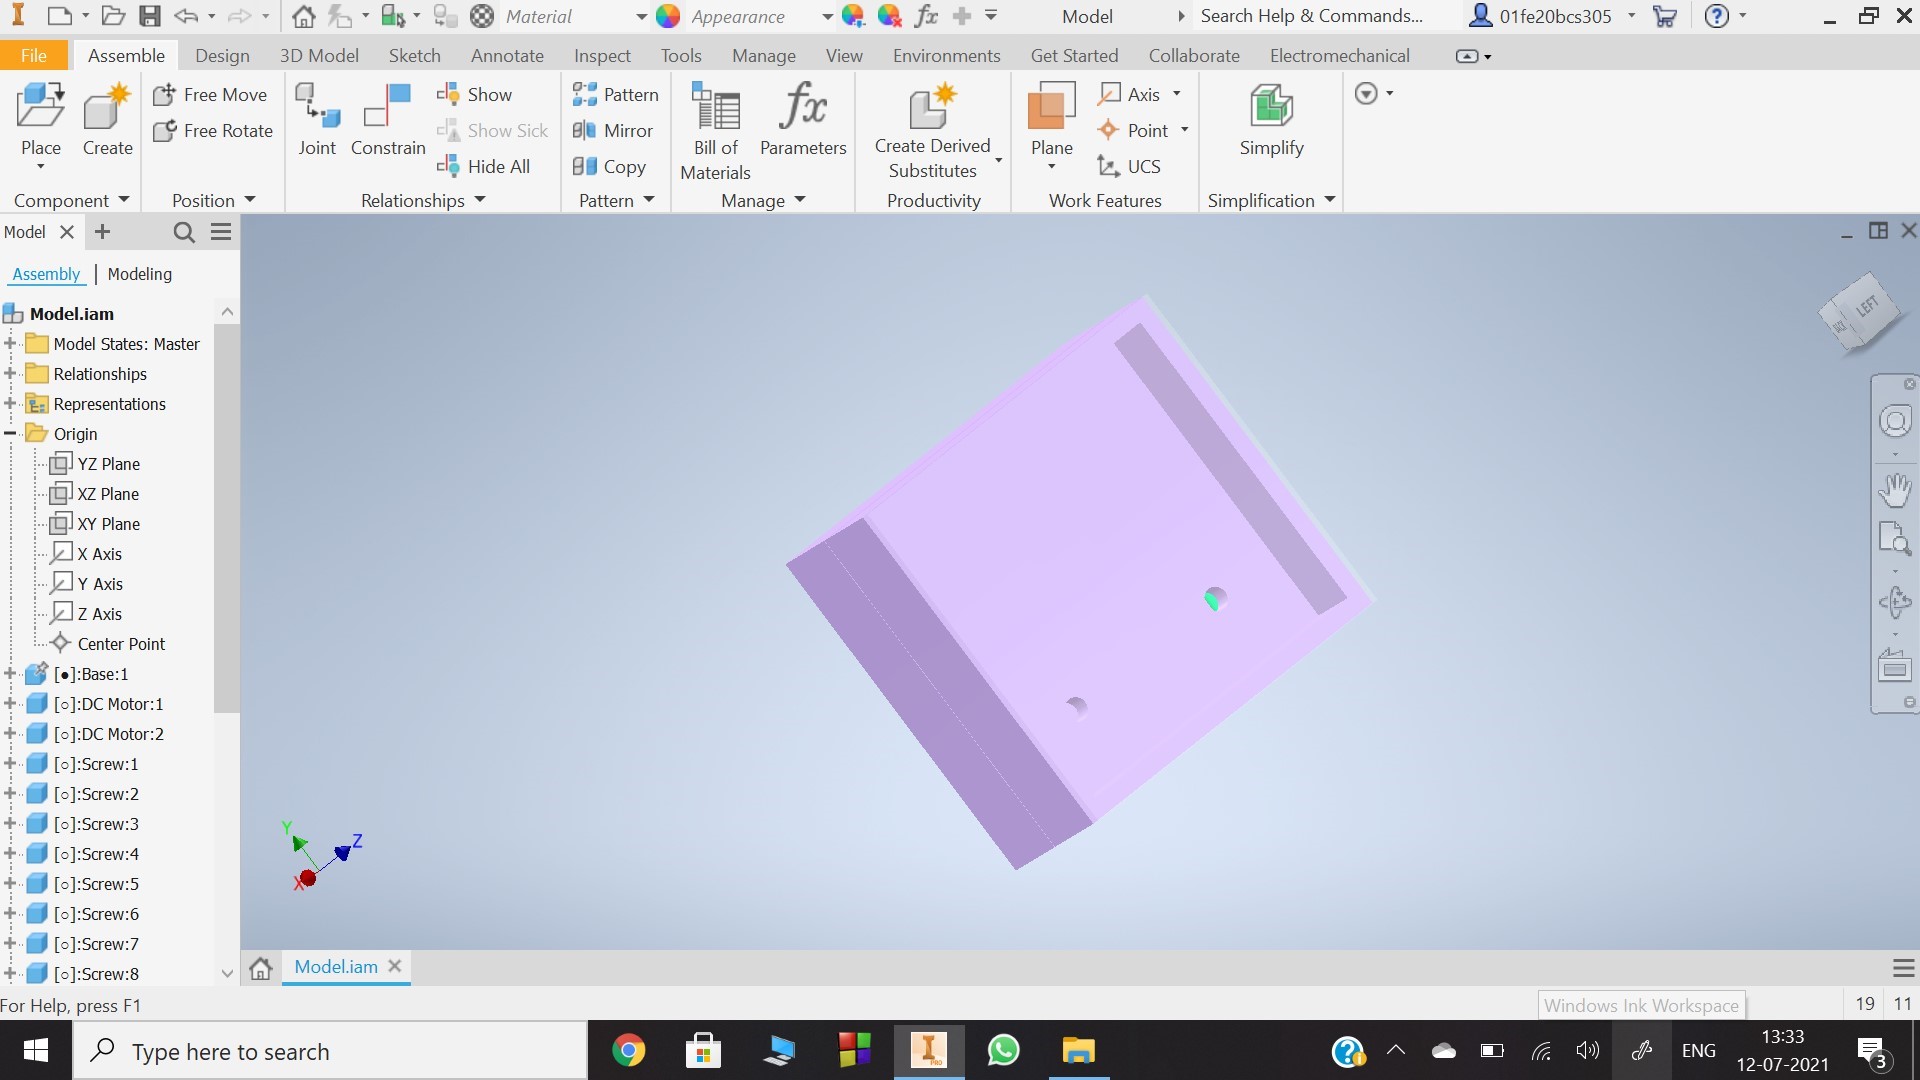 Material
Appearance
fx
Model
Search Help & Commands...
01fe20bcs305
File
Assemble
Design
3D Model
Sketch
Annotate
Inspect
Tools
Manage
View
Environments
Get Started
Collaborate
Electromechanical
Place
Create
Component
Free Move
Free Rotate
Position
Joint
Constrain
Show
Show Sick
Hide All
Relationships
Pattern
Mirror
Copy
Pattern
Bill of
Materials
fx
Parameters
Manage
Create Derived
Substitutes
Productivity
Plane
Axis
Point
UCS
Work Features
Simplify
Simplification
Model
Assembly | Modeling
Model.iam
Model States: Master
Relationships
Representations
Origin
YZ Plane
XZ Plane
XY Plane
X Axis
Y Axis
Z Axis
Center Point
[●]:Base:1
[○]:DC Motor:1
[○]:DC Motor:2
[○]:Screw:1
[○]:Screw:2
[○]:Screw:3
[○]:Screw:4
[○]:Screw:5
[○]:Screw:6
[○]:Screw:7
[○]:Screw:8
LEFT
Y
Z
X
Model.iam
For Help, press F1
Windows Ink Workspace
19 11
Type here to search
I
PRO
ENG
13:33
12-07-2021
3